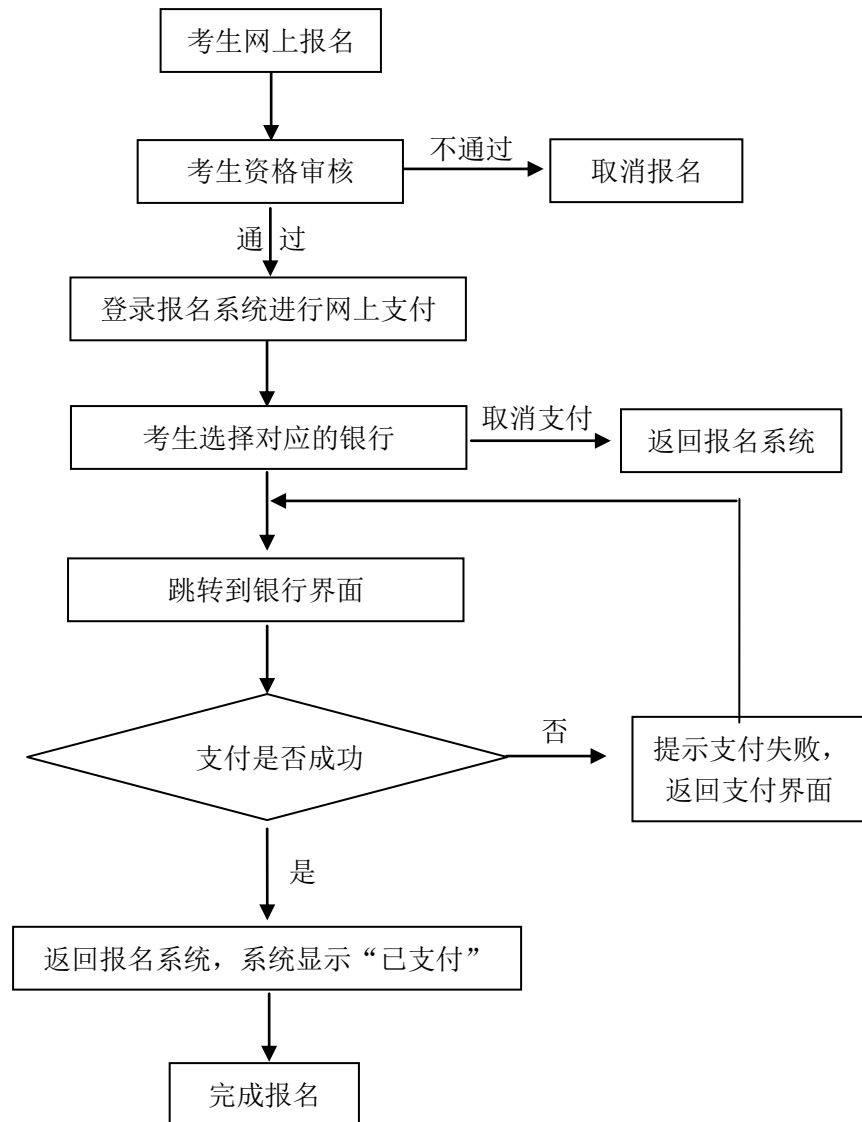 考生网上报名
考生资格审核
不通过
取消报名
通过
登录报名系统进行网上支付
考生选择对应的银行
取消支付
返回报名系统
跳转到银行界面
支付是否成功
否
提示支付失败，
返回支付界面
是
返回报名系统，系统显示“已支付”
完成报名